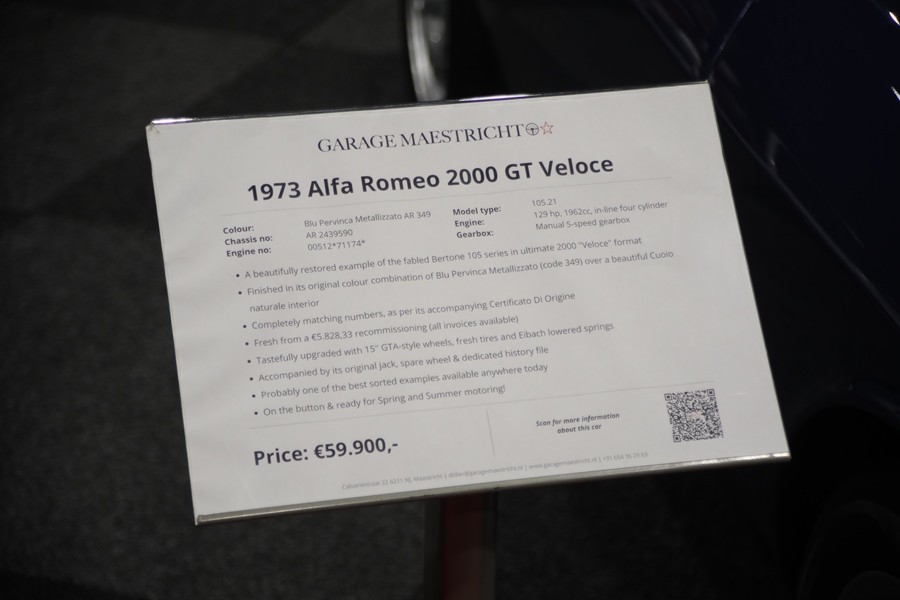 GARAGE MAESTRICHT
1973 Alfa Romeo 2000 GT Veloce
Colour: Blu Pervinca Metallizzato AR 349 Model type: 105.21
Chassis no: AR 2439590 Engine: 129 hp, 1962cc, in-line four cylinder
Engine no: 00512*71174* Gearbox: Manual 5-speed gearbox
• A beautifully restored example of the fabled Bertone 105 series in ultimate 2000 "Veloce" format
• Finished in its original colour combination of Blu Pervinca Metallizzato (code 349) over a beautiful Cuoio
naturale interior
• Completely matching numbers, as per its accompanying Certificato Di Origine
• Fresh from a €5.828,33 recommissioning (all invoices available)
• Tastefully upgraded with 15" GTA-style wheels, fresh tires and Eibach lowered springs
• Accompanied by its original jack, spare wheel & dedicated history file
• Probably one of the best sorted examples available anywhere today
• On the button & ready for Spring and Summer motoring!
Price: €59.900,-
Scan for more information
about this car
Maastricht | didier@garagemaestricht.nl | www.garagemaestricht.nl |